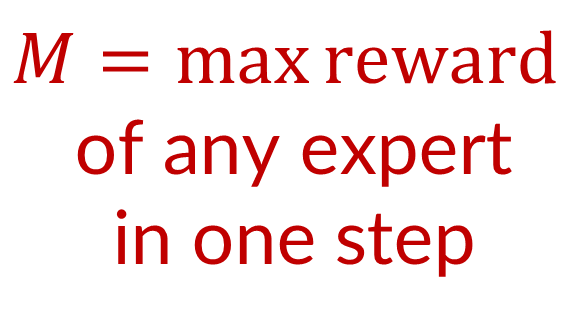 M = max reward
of any expert
in one step